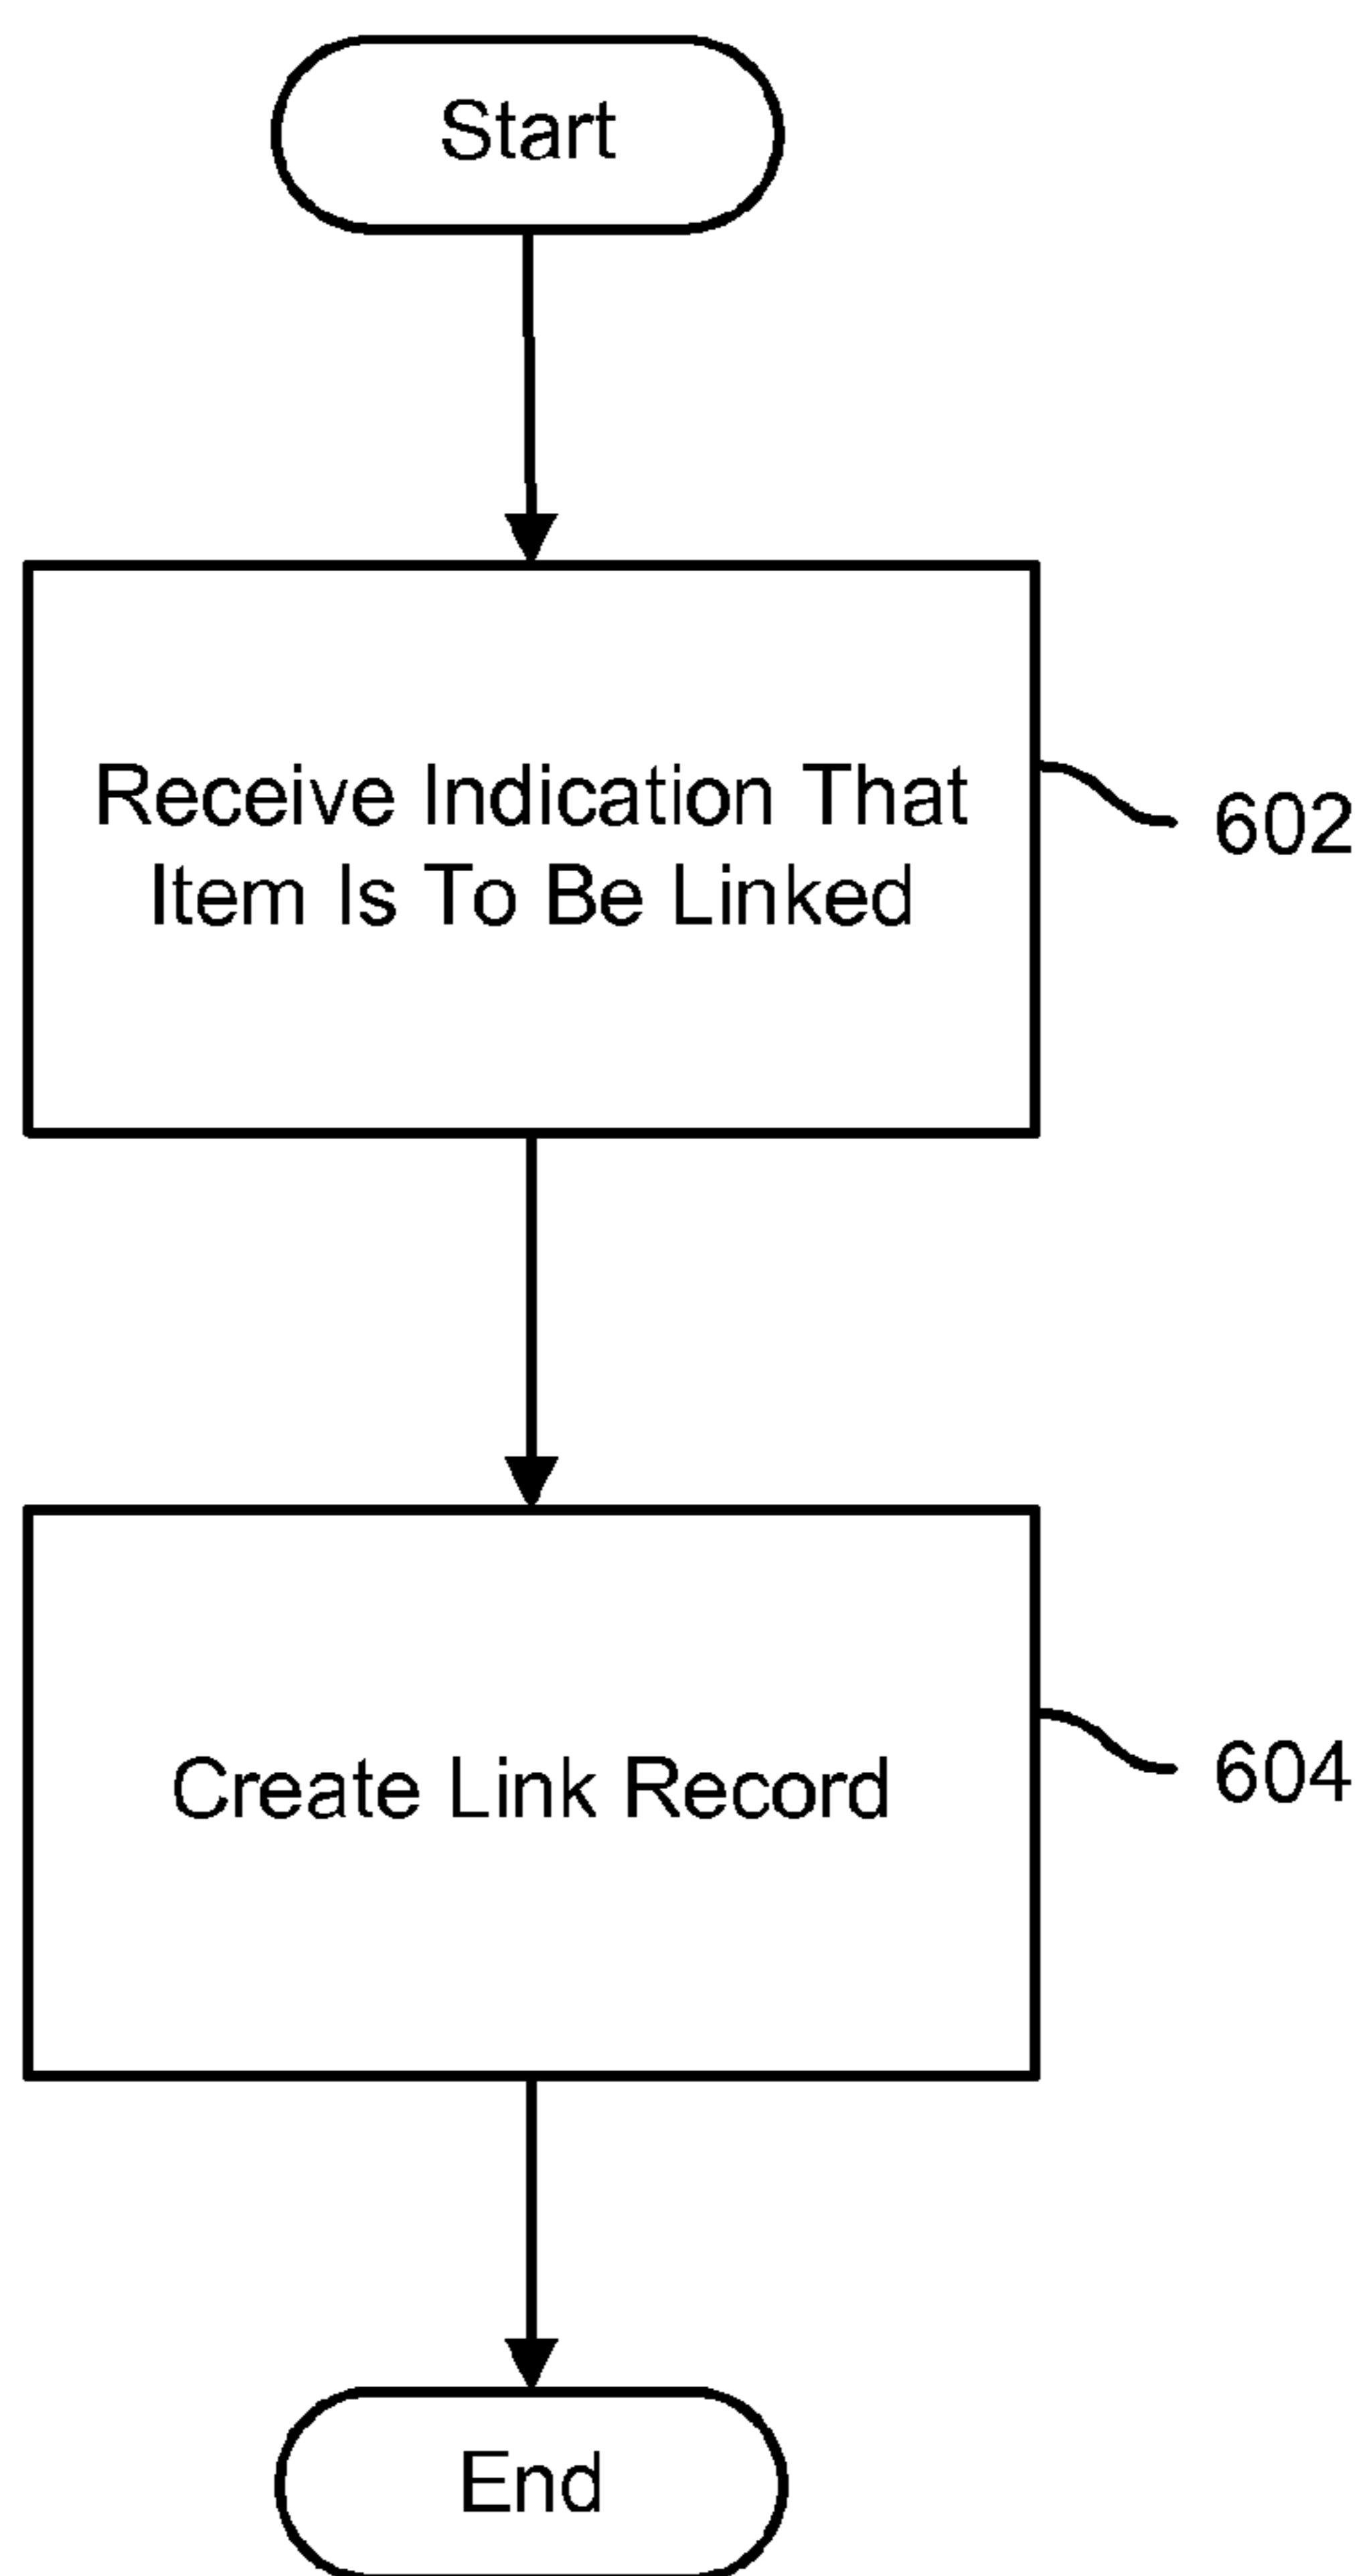 Start
Receive Indication That
Item Is To Be Linked
602
Create Link Record
604
End